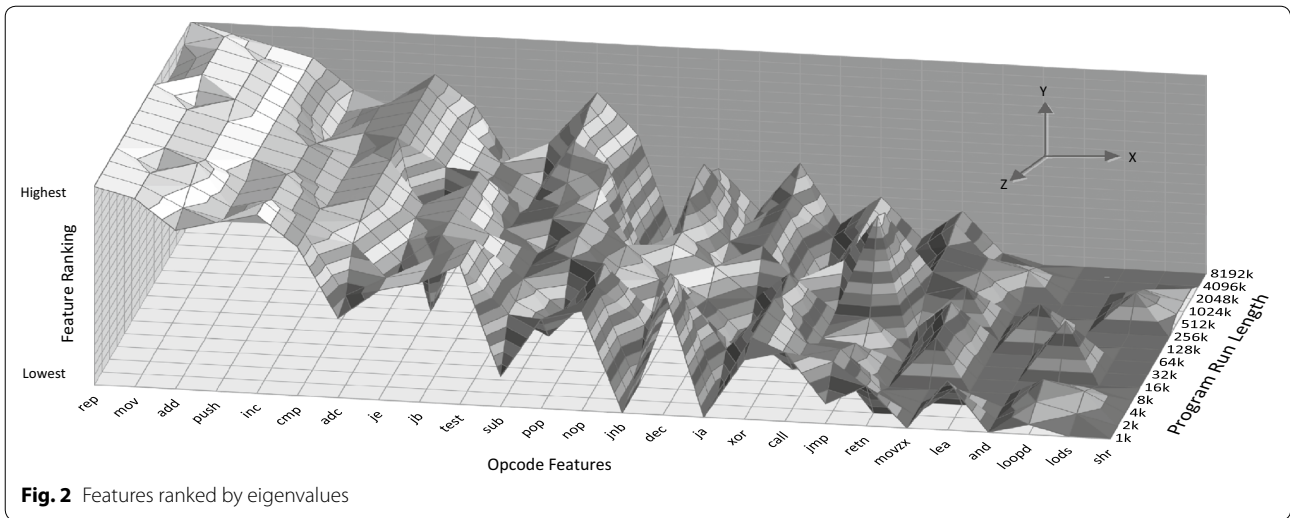 Y
X
Z
Highest
Feature Ranking
Lowest
8192k
4096k
2048k
1024k
512k
256k
128k
64k
32k
16k
8k
4k
2k
1k
Program Run Length
rep mov add push inc cmp adc je jb test sub pop nop jnb dec ja xor call jmp retn movzx lea and loopd lods shr
Opcode Features
Fig. 2 Features ranked by eigenvalues